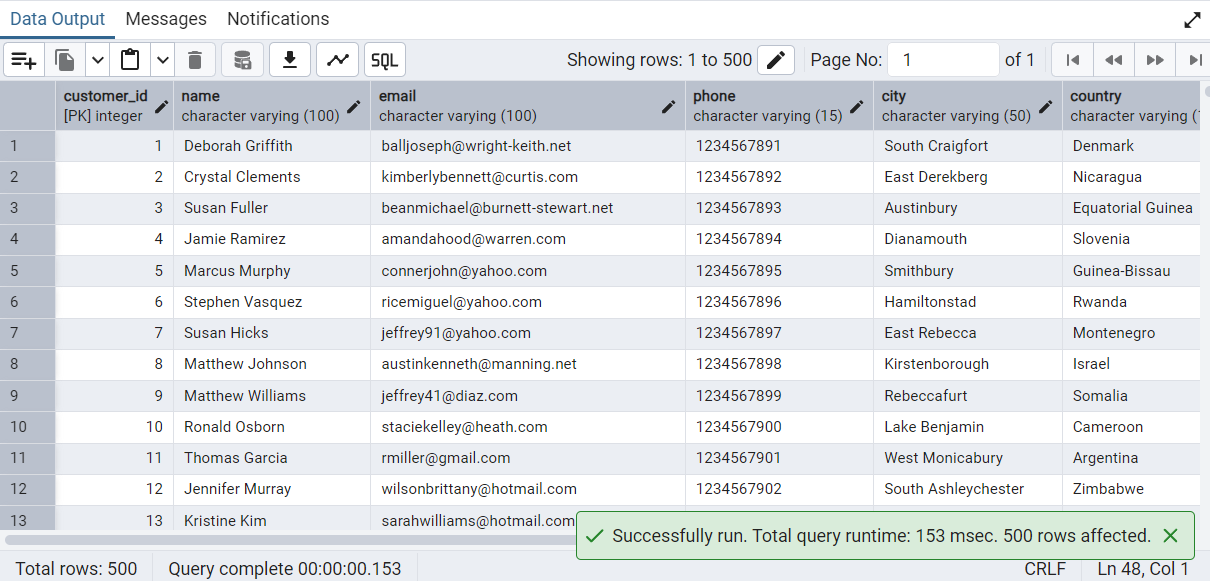 Data Output Messages Notifications
SQL Showing rows: 1 to 500 Page No: 1 of 1
customer_id name email phone city country
[PK] integer character varying (100) character varying (100) character varying (15) character varying (50) character varying (
1 1 Deborah Griffith balljoseph@wright-keith.net 1234567891 South Craigfort Denmark
2 2 Crystal Clements kimberlybennett@curtis.com 1234567892 East Derekberg Nicaragua
3 3 Susan Fuller beanmichael@burnett-stewart.net 1234567893 Austinbury Equatorial Guinea
4 4 Jamie Ramirez amandahood@warren.com 1234567894 Dianamouth Slovenia
5 5 Marcus Murphy connerjohn@yahoo.com 1234567895 Smithbury Guinea-Bissau
6 6 Stephen Vasquez ricemiguel@yahoo.com 1234567896 Hamiltonstad Rwanda
7 7 Susan Hicks jeffrey91@yahoo.com 1234567897 East Rebecca Montenegro
8 8 Matthew Johnson austinkenneth@manning.net 1234567898 Kirstenborough Israel
9 9 Matthew Williams jeffrey41@diaz.com 1234567899 Rebeccafurt Somalia
10 10 Ronald Osborn staciekelley@heath.com 1234567900 Lake Benjamin Cameroon
11 11 Thomas Garcia rmiller@gmail.com 1234567901 West Monicabury Argentina
12 12 Jennifer Murray wilsonbrittany@hotmail.com 1234567902 South Ashleychester Zimbabwe
13 13 Kristine Kim sarahwilliams@hotmail.com
Successfully run. Total query runtime: 153 msec. 500 rows affected.
Total rows: 500 Query complete 00:00:00.153 CRLF Ln 48, Col 1